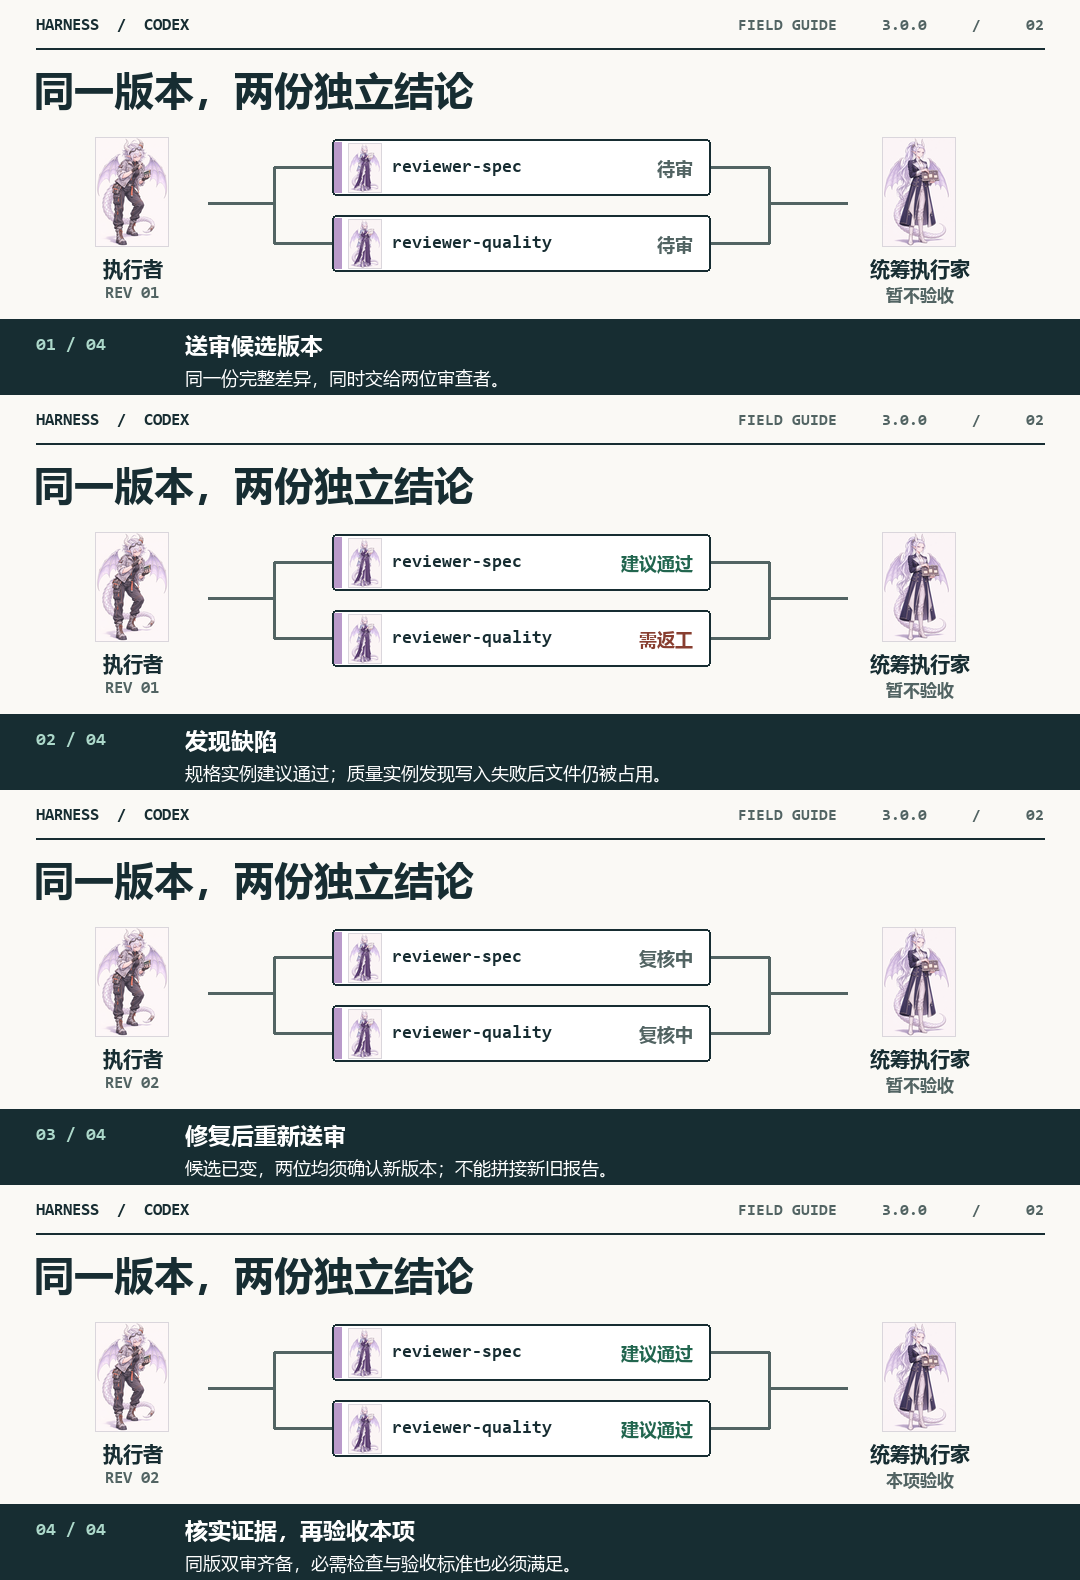 HARNESS / CODEX
FIELD GUIDE 3.0.0 / 02
同一版本，两份独立结论
reviewer-spec 待审
reviewer-quality 待审
执行者
REV 01
统筹执行家
暂不验收
01 / 04
送审候选版本
同一份完整差异，同时交给两位审查者。
HARNESS / CODEX
FIELD GUIDE 3.0.0 / 02
同一版本，两份独立结论
reviewer-spec 建议通过
reviewer-quality 需返工
执行者
REV 01
统筹执行家
暂不验收
02 / 04
发现缺陷
规格实例建议通过；质量实例发现写入失败后文件仍被占用。
HARNESS / CODEX
FIELD GUIDE 3.0.0 / 02
同一版本，两份独立结论
reviewer-spec 复核中
reviewer-quality 复核中
执行者
REV 02
统筹执行家
暂不验收
03 / 04
修复后重新送审
候选已变，两位均须确认新版本；不能拼接新旧报告。
HARNESS / CODEX
FIELD GUIDE 3.0.0 / 02
同一版本，两份独立结论
reviewer-spec 建议通过
reviewer-quality 建议通过
执行者
REV 02
统筹执行家
本项验收
04 / 04
核实证据，再验收本项
同版双审齐备，必需检查与验收标准也必须满足。